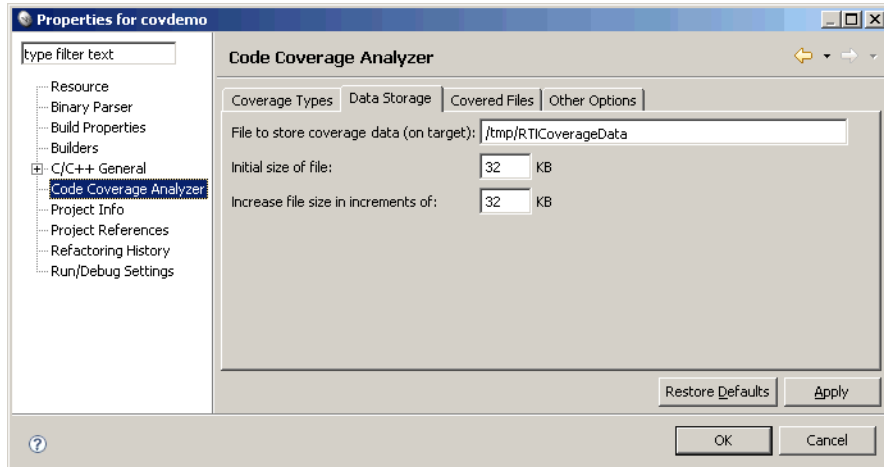 Properties for covdemo
type filter text
Resource
Binary Parser
Build Properties
Builders
C/C++ General
Code Coverage Analyzer
Project Info
Project References
Refactoring History
Run/Debug Settings
Code Coverage Analyzer
Coverage Types Data Storage Covered Files Other Options
File to store coverage data (on target): /tmp/RTICoverageData
Initial size of file: 32 KB
Increase file size in increments of: 32 KB
Restore Defaults Apply
? OK Cancel